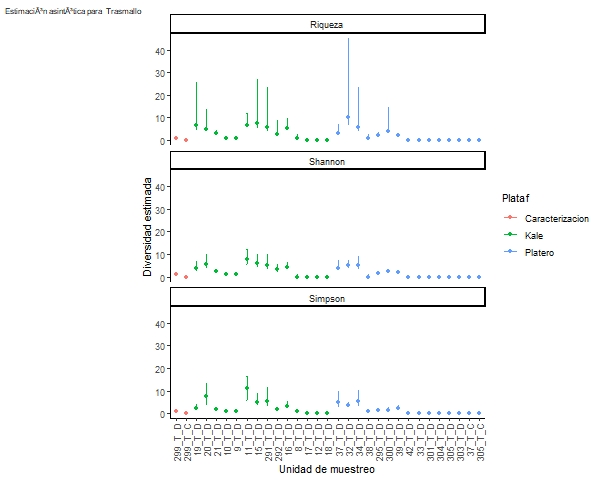 EstimaciÃ³n asintÃ³tica para Trasmallo
Riqueza
40
30
20
10
0
Shannon
40
30
20
10
0
Simpson
40
30
20
10
0
Diversidad estimada
299_T_D
299_T_C
19_T_D
20_T_D
21_T_D
10_T_D
9_T_D
11_T_D
15_T_D
291_T_D
292_T_D
16_T_D
8_T_D
17_T_D
12_T_D
18_T_D
37_T_D
32_T_D
34_T_D
38_T_D
295_T_D
300_T_D
39_T_D
42_T_D
33_T_D
301_T_D
304_T_D
305_T_D
303_T_D
37_T_C
305_T_C
Unidad de muestreo
Plataf
Caracterizacion
Kale
Platero